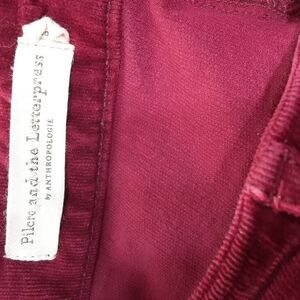 Pilcro and the Letterpress
by ANTHROPOLOGIE